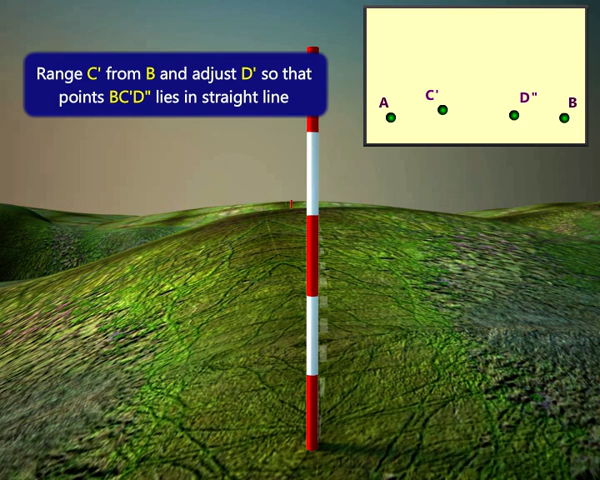 Range C' from B and adjust D' so that
points BC'D" lies in straight line
A
C'
D"
B